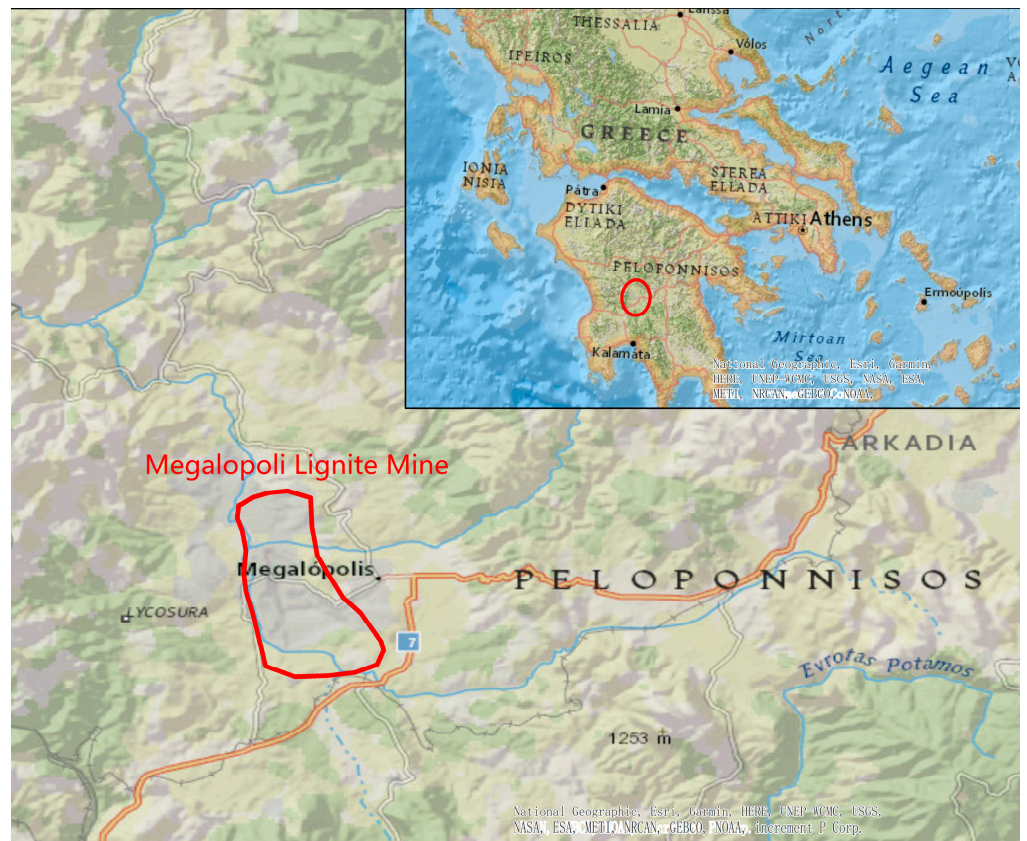 Larissa
THESSALIA
Vólos
IPEIROS
Aegean
Sea
Lamía
GREECE
IONIA
NISIA
STEREA
ELLADA
Pátra
DYTIKI
ELLADA
ATTIKI
Athens
PELOPONNISOS
Ermoúpolis
Mirtoan
Sea
Kalamáta
National Geographic, Esri, Garmin,
HERE, UNEP-WCMC, USGS, NASA, ESA,
METI, NRCAN, GEBCO, NOAA,
ARKADIA
Megalopoli Lignite Mine
Megalópolis
PELOPONNISOS
LYCOSURA
7
Evrotas Potamos
1253 m
National Geographic, Esri, Garmin, HERE, UNEP-WCMC, USGS,
NASA, ESA, METI, NRCAN, GEBCO, NOAA, increment P Corp.